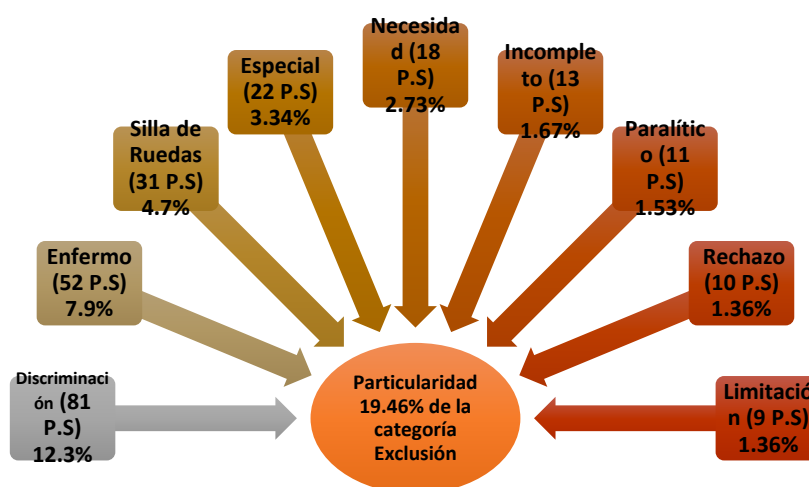 Discriminaci
ón (81
P.S)
12.3%
Enfermo
(52 P.S)
7.9%
Silla de
Ruedas
(31 P.S)
4.7%
Especial
(22 P.S)
3.34%
Necesida
d (18
P.S)
2.73%
Incomple
to (13
P.S)
1.67%
Paralític
o (11
P.S)
1.53%
Rechazo
(10 P.S)
1.36%
Limitació
n (9 P.S)
1.36%
Particularidad
19.46% de la
categoría
Exclusión